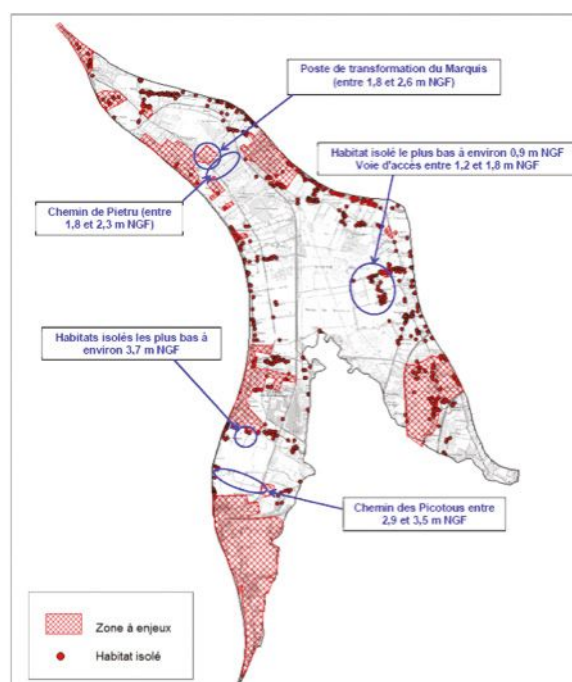 Poste de transformation du Marquis
(entre 1,8 et 2,6 m NGF)
Habitat isolé le plus bas à environ 0,9 m NGF
Voie d'accès entre 1,2 et 1,8 m NGF
Chemin de Pietru (entre
1,8 et 2,3 m NGF)
Habitats isolés les plus bas à
environ 3,7 m NGF
Chemin des Picotous entre
2,9 et 3,5 m NGF
Zone à enjeux
Habitat isolé